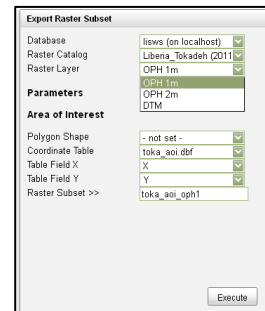 Export Raster Subset
Database lisws (on localhost)
Raster Catalog Liberia_Tokadeh (2011
Raster Layer OPH 1m
OPH 1m
OPH 2m
DTM
Parameters
Area of Interest
Polygon Shape - not set -
Coordinate Table toka_aoi.dbf
Table Field X X
Table Field Y Y
Raster Subset >> toka_aoi_oph1
Execute